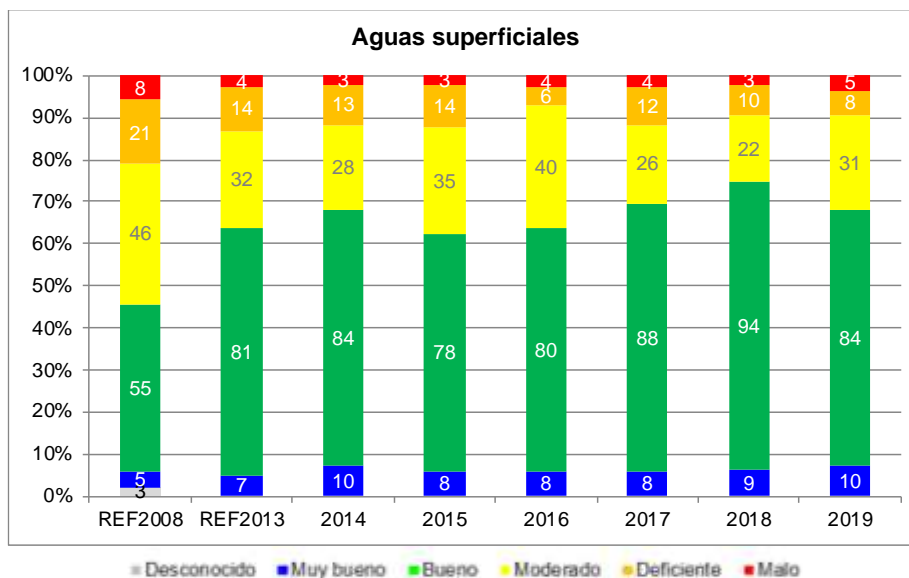 Aguas superficiales
100%
90%
80%
70%
60%
50%
40%
30%
20%
10%
0%
8 4 3 3 4 4 3 5
21 14 13 14 6 12 10 8
46 32 28 35 40 26 22 31
55 81 84 78 80 88 94 84
5 7 10 8 8 8 9 10
3
REF2008 REF2013 2014 2015 2016 2017 2018 2019
Desconocido Muy bueno Bueno Moderado Deficiente Malo